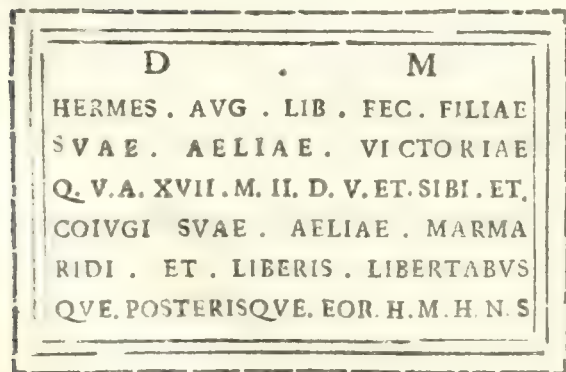 D . M
HERMES . AVG . LIB . FEC. FILIAE
SVAE . AELIAE . VICTORIAE
Q. V. A. XVII. M. II. D. V. ET. SIBI. ET.
COIVGI SVAE . AELIAE . MARMA
RIDI . ET . LIBERIS . LIBERTABVS
QVE. POSTERISQVE. EOR. H. M. H. N. S